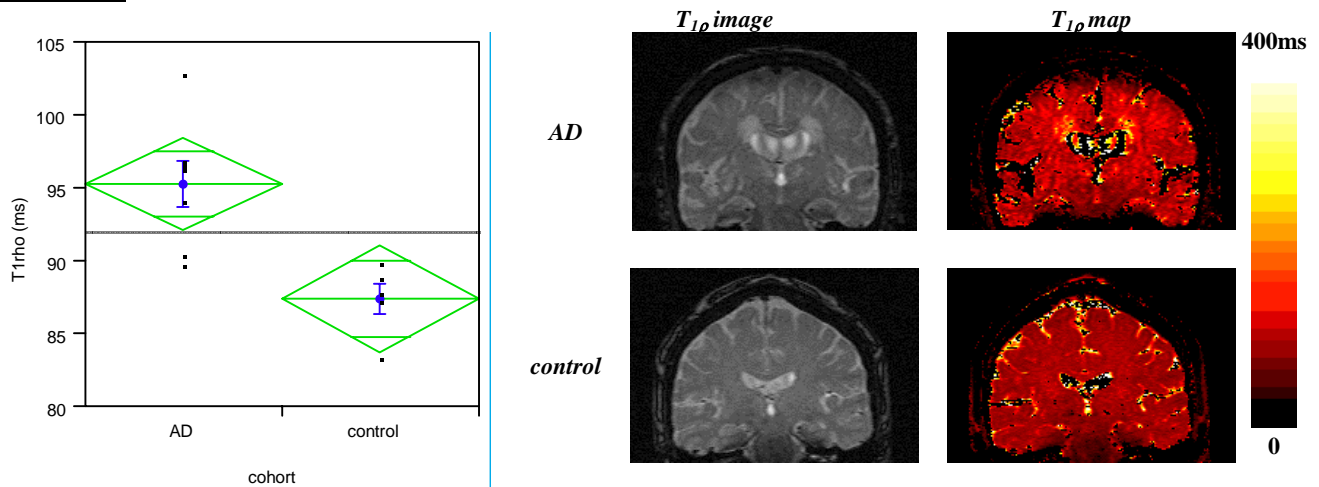 T1ρ image
T1ρ map
105
100
95
90
85
80
T1rho (ms)
AD
control
cohort
AD
control
400ms
0